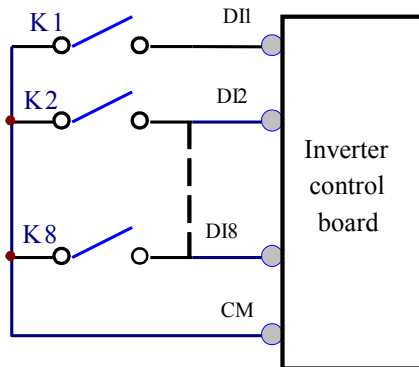 K1
DI1
K2
DI2
K8
DI8
CM
Inverter
control
board